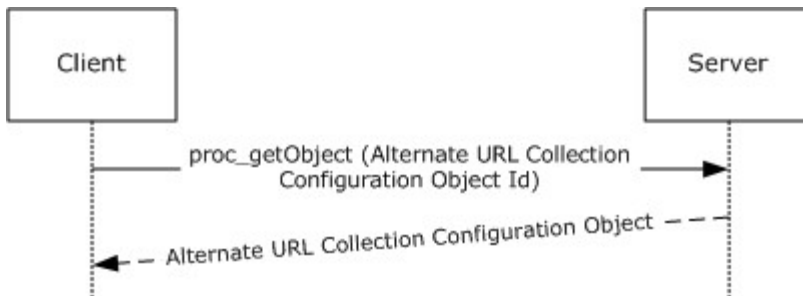 Client
Server
proc_getObject (Alternate URL Collection
Configuration Object Id)
Alternate URL Collection Configuration Object